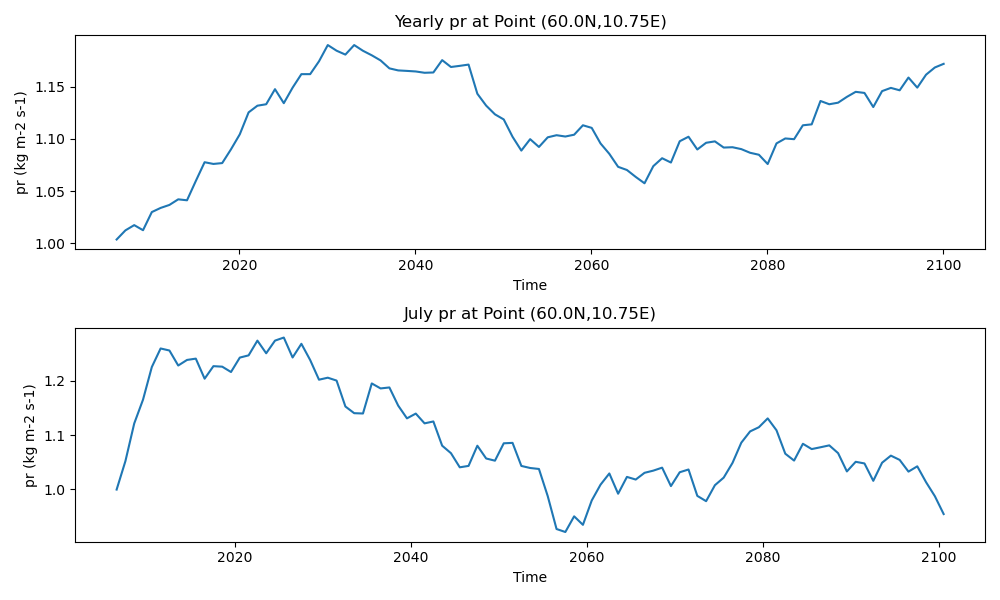 Yearly pr at Point (60.0N,10.75E)
pr (kg m-2 s-1)
1.15
1.10
1.05
1.00
2020 2040 2060 2080 2100
Time
July pr at Point (60.0N,10.75E)
pr (kg m-2 s-1)
1.2
1.1
1.0
2020 2040 2060 2080 2100
Time